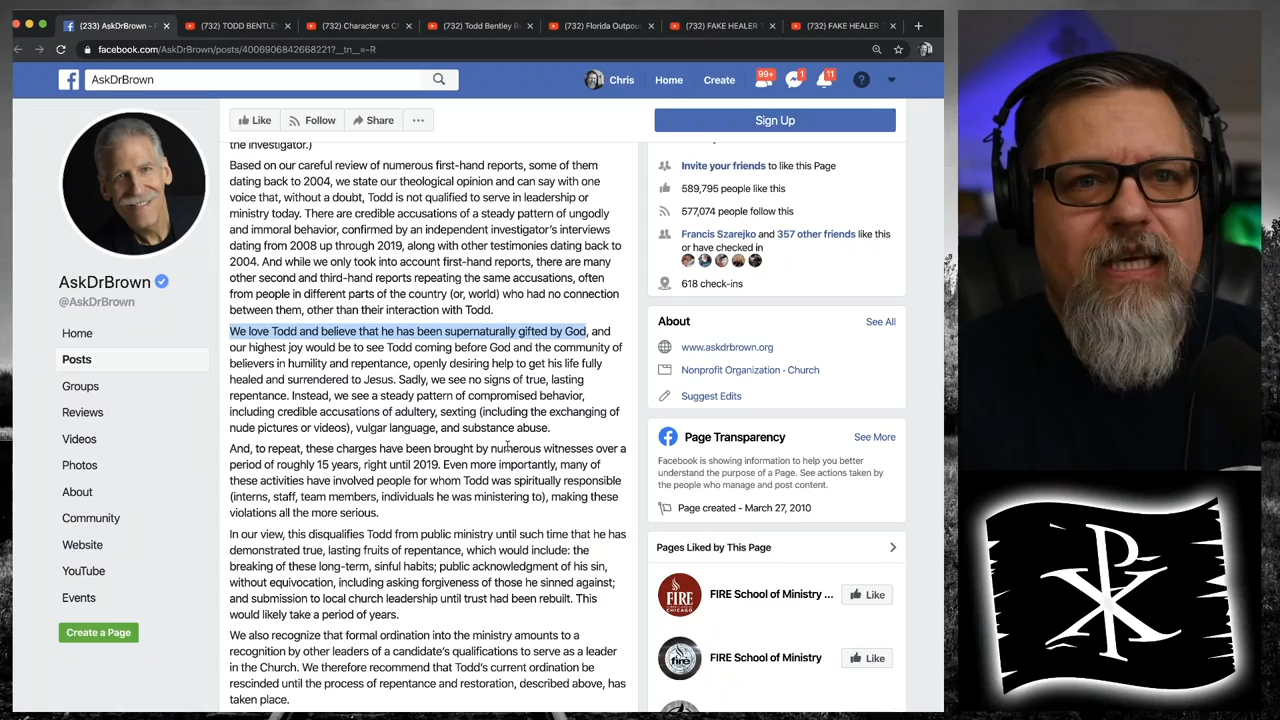 (233) AskDrBrown - P
(732) TODD BENTLE
(732) Character vs C
(732) Todd Bentley R
(732) Florida Outpou
(732) FAKE HEALER
(732) FAKE HEALER
facebook.com/AskDrBrown/posts/4006906842668221?__tn__=-R
AskDrBrown
Chris
Home
Create
99+
1
11
Like
Follow
Share
Sign Up
the investigator.)
Based on our careful review of numerous first-hand reports, some of them
dating back to 2004, we state our theological opinion and can say with one
voice that, without a doubt, Todd is not qualified to serve in leadership or
ministry today. There are credible accusations of a steady pattern of ungodly
and immoral behavior, confirmed by an independent investigator's interviews
dating from 2008 up through 2019, along with other testimonies dating back to
2004. And while we only took into account first-hand reports, there are many
other second and third-hand reports repeating the same accusations, often
from people in different parts of the country (or, world) who had no connection
between them, other than their interaction with Todd.
We love Todd and believe that he has been supernaturally gifted by God, and
our highest joy would be to see Todd coming before God and the community of
believers in humility and repentance, openly desiring help to get his life fully
healed and surrendered to Jesus. Sadly, we see no signs of true, lasting
repentance. Instead, we see a steady pattern of compromised behavior,
including credible accusations of adultery, sexting (including the exchanging of
nude pictures or videos), vulgar language, and substance abuse.
And, to repeat, these charges have been brought by numerous witnesses over a
period of roughly 15 years, right until 2019. Even more importantly, many of
these activities have involved people for whom Todd was spiritually responsible
(interns, staff, team members, individuals he was ministering to), making these
violations all the more serious.
In our view, this disqualifies Todd from public ministry until such time that he has
demonstrated true, lasting fruits of repentance, which would include: the
breaking of these long-term, sinful habits; public acknowledgment of his sin,
without equivocation, including asking forgiveness of those he sinned against;
and submission to local church leadership until trust had been rebuilt. This
would likely take a period of years.
We also recognize that formal ordination into the ministry amounts to a
recognition by other leaders of a candidate's qualifications to serve as a leader
in the Church. We therefore recommend that Todd's current ordination be
rescinded until the process of repentance and restoration, described above, has
taken place.
AskDrBrown
@AskDrBrown
Home
Posts
Groups
Reviews
Videos
Photos
About
Community
Website
YouTube
Events
Create a Page
Invite your friends to like this Page
589,795 people like this
577,074 people follow this
Francis Szarejko and 357 other friends like this
or have checked in
618 check-ins
About
See All
www.askdrbrown.org
Nonprofit Organization · Church
Suggest Edits
Page Transparency
See More
Facebook is showing information to help you better
understand the purpose of a Page. See actions taken by
the people who manage and post content.
Page created - March 27, 2010
Pages Liked by This Page
FIRE
CHICAGO
FIRE School of Ministry ...
Like
fire
FIRE School of Ministry
Like